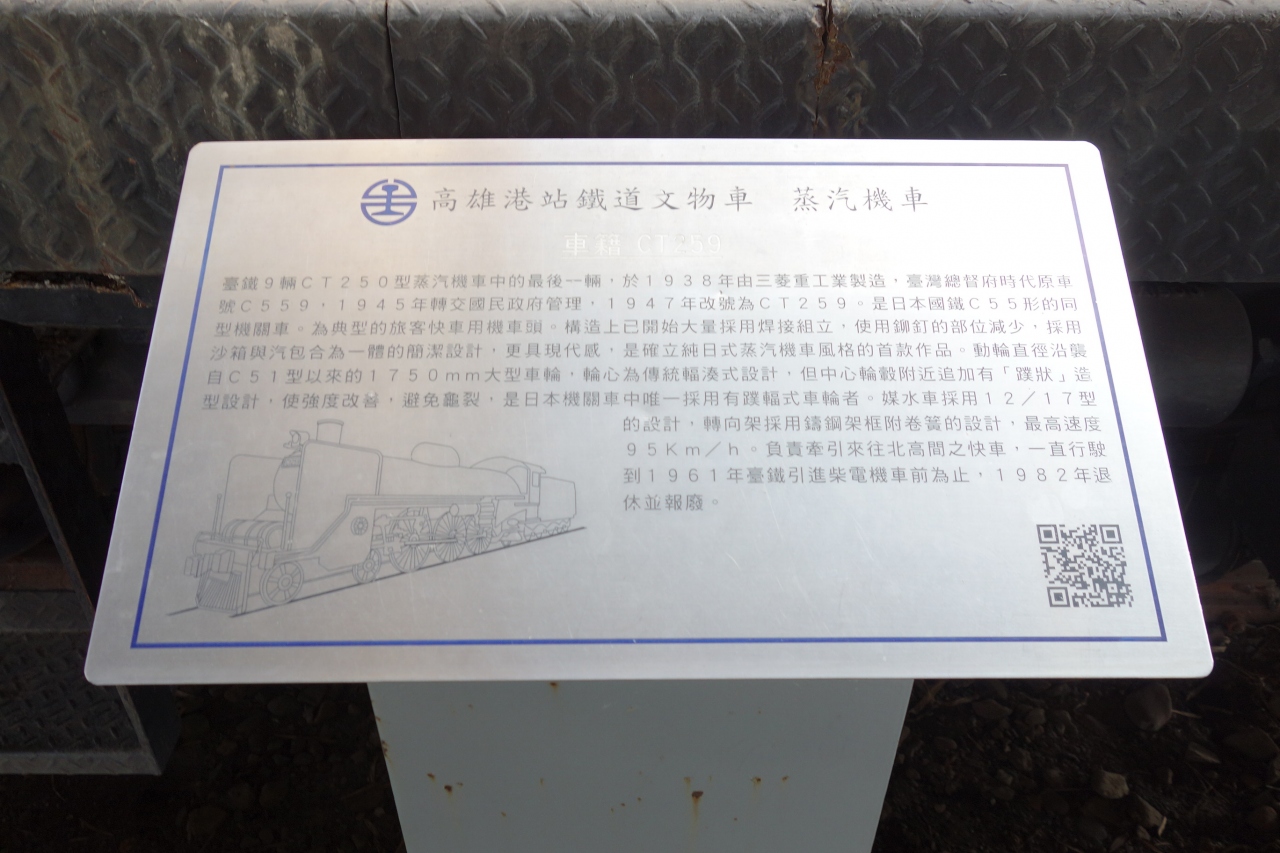 高雄港站鐵道文物車　蒸汽機車
車籍 CT259
臺鐵9輛CT250型蒸汽機車中的最後一輛，於1938年由三菱重工業製造，臺灣總督府時代原車
號C559，1945年轉交國民政府管理，1947年改號為CT259。是日本國鐵C55形的同
型機關車。為典型的旅客快車用機車頭。構造上已開始大量採用焊接組立，使用鉚釘的部位減少，採用
沙箱與汽包合為一體的簡潔設計，更具現代感，是確立純日式蒸汽機車風格的首款作品。動輪直徑沿襲
自C51型以來的1750mm大型車輪，輪心為傳統輻湊式設計，但中心輪轂附近追加有「蹼狀」造
型設計，使強度改善，避免龜裂，是日本機關車中唯一採用有蹼輻式車輪者。媒水車採用12／17型
的設計，轉向架採用鑄鋼架框附卷簧的設計，最高速度
95Km／h。負責牽引來往北高間之快車，一直行駛
到1961年臺鐵引進柴電機車前為止，1982年退
休並報廢。